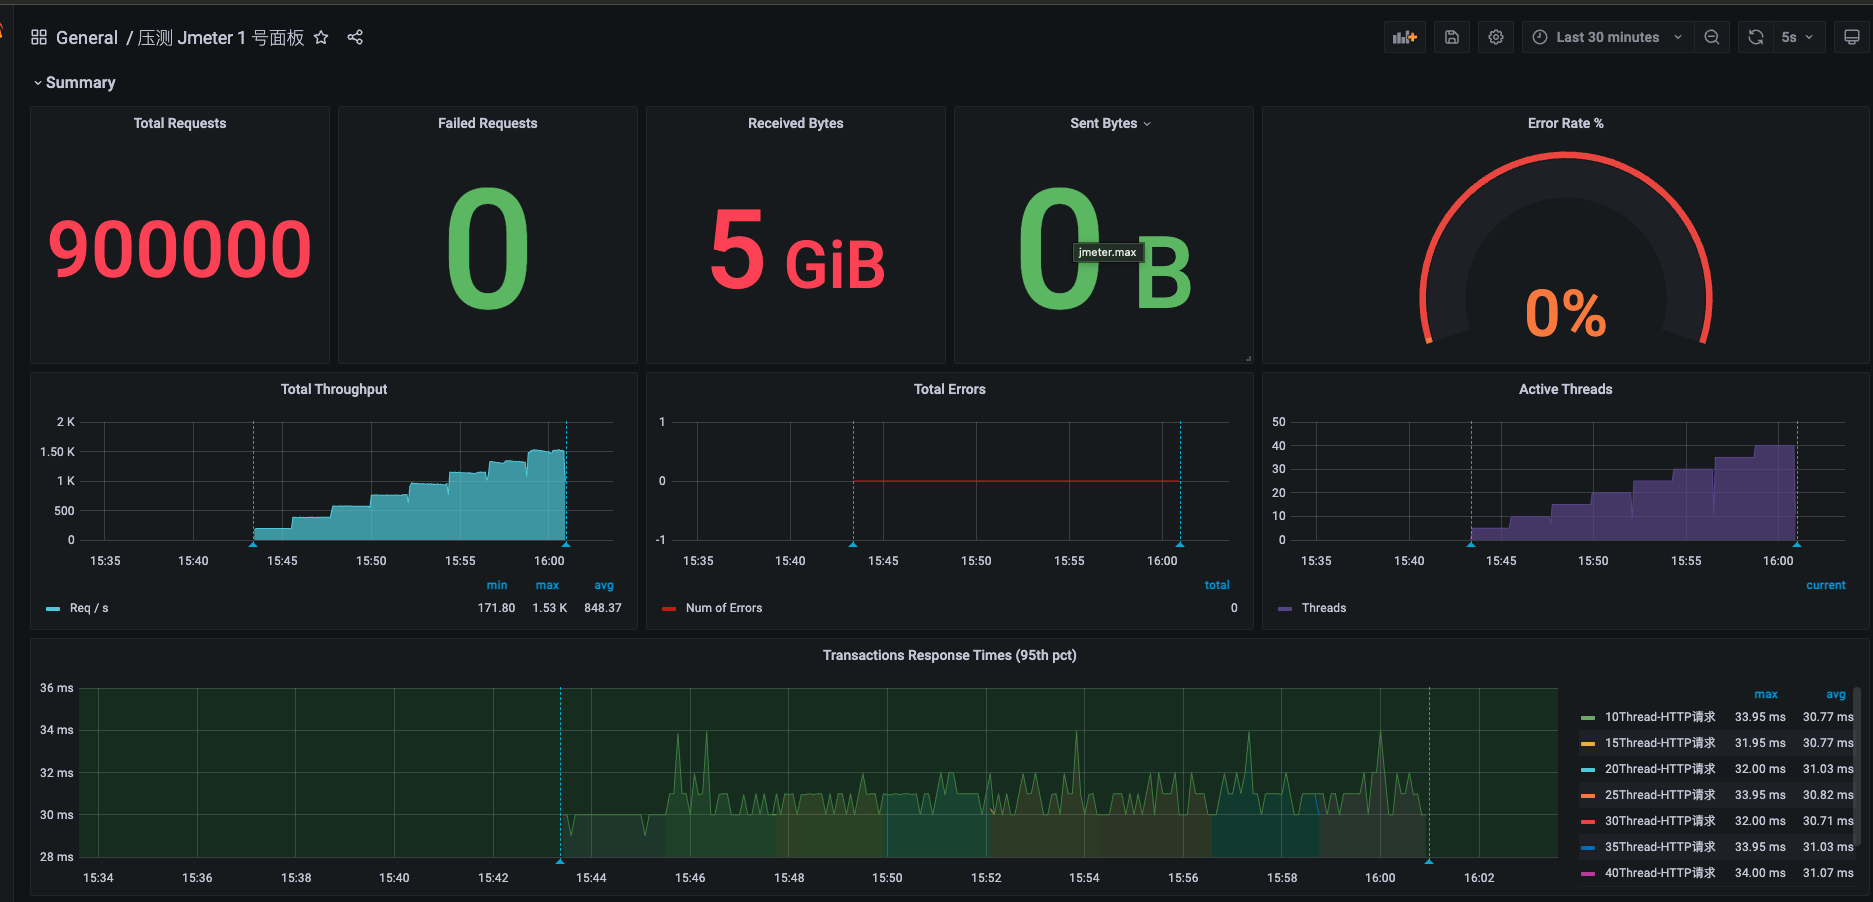 General / 压测 Jmeter 1 号面板
Last 30 minutes
5s
Summary
Total Requests
900000
Failed Requests
0
Received Bytes
5 GiB
Sent Bytes
0 B
jmeter.max
Error Rate %
0%
Total Throughput
2 K
1.50 K
1 K
500
0
15:35 15:40 15:45 15:50 15:55 16:00
min max avg
Req / s 171.80 1.53 K 848.37
Total Errors
1
0
-1
15:35 15:40 15:45 15:50 15:55 16:00
total
Num of Errors 0
Active Threads
50
40
30
20
10
0
15:35 15:40 15:45 15:50 15:55 16:00
current
Threads
Transactions Response Times (95th pct)
36 ms
34 ms
32 ms
30 ms
28 ms
15:34 15:36 15:38 15:40 15:42 15:44 15:46 15:48 15:50 15:52 15:54 15:56 15:58 16:00 16:02
max avg
10Thread-HTTP请求 33.95 ms 30.77 ms
15Thread-HTTP请求 31.95 ms 30.77 ms
20Thread-HTTP请求 32.00 ms 31.03 ms
25Thread-HTTP请求 33.95 ms 30.82 ms
30Thread-HTTP请求 32.00 ms 30.71 ms
35Thread-HTTP请求 33.95 ms 31.03 ms
40Thread-HTTP请求 34.00 ms 31.07 ms